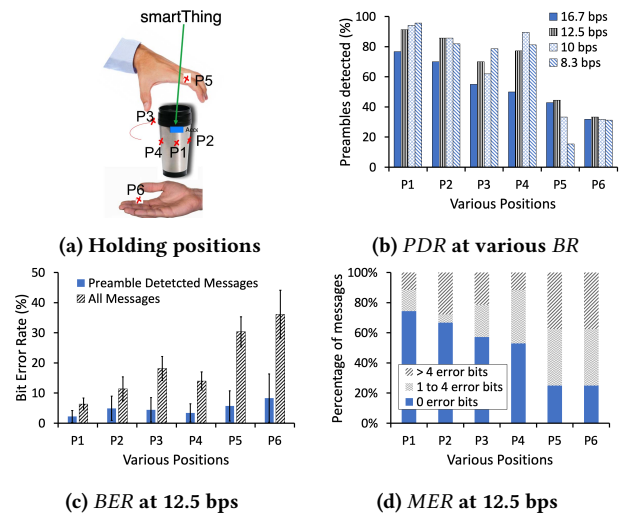 smartThing
P5
P3
Accx
P4
P1
P2
P6
(a) Holding positions
Preambles detected (%)
100
80
60
40
20
0
16.7 bps
12.5 bps
10 bps
8.3 bps
P1 P2 P3 P4 P5 P6
Various Positions
(b) PDR at various BR
Bit Error Rate (%)
50
40
30
20
10
0
Preamble Detetcted Messages
All Messages
P1 P2 P3 P4 P5 P6
Various Positions
(c) BER at 12.5 bps
Percentage of messages
100%
80%
60%
40%
20%
0%
> 4 error bits
1 to 4 error bits
0 error bits
P1 P2 P3 P4 P5 P6
Various Positions
(d) MER at 12.5 bps